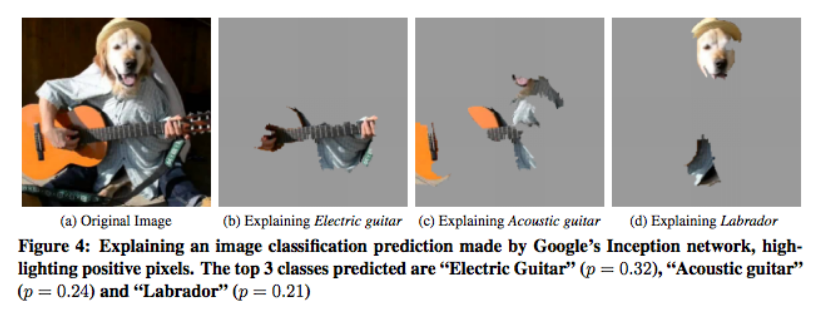 (a) Original Image
(b) Explaining Electric guitar
(c) Explaining Acoustic guitar
(d) Explaining Labrador
Figure 4: Explaining an image classification prediction made by Google's Inception network, high-
lighting positive pixels. The top 3 classes predicted are “Electric Guitar” (p = 0.32), “Acoustic guitar”
(p = 0.24) and “Labrador” (p = 0.21)